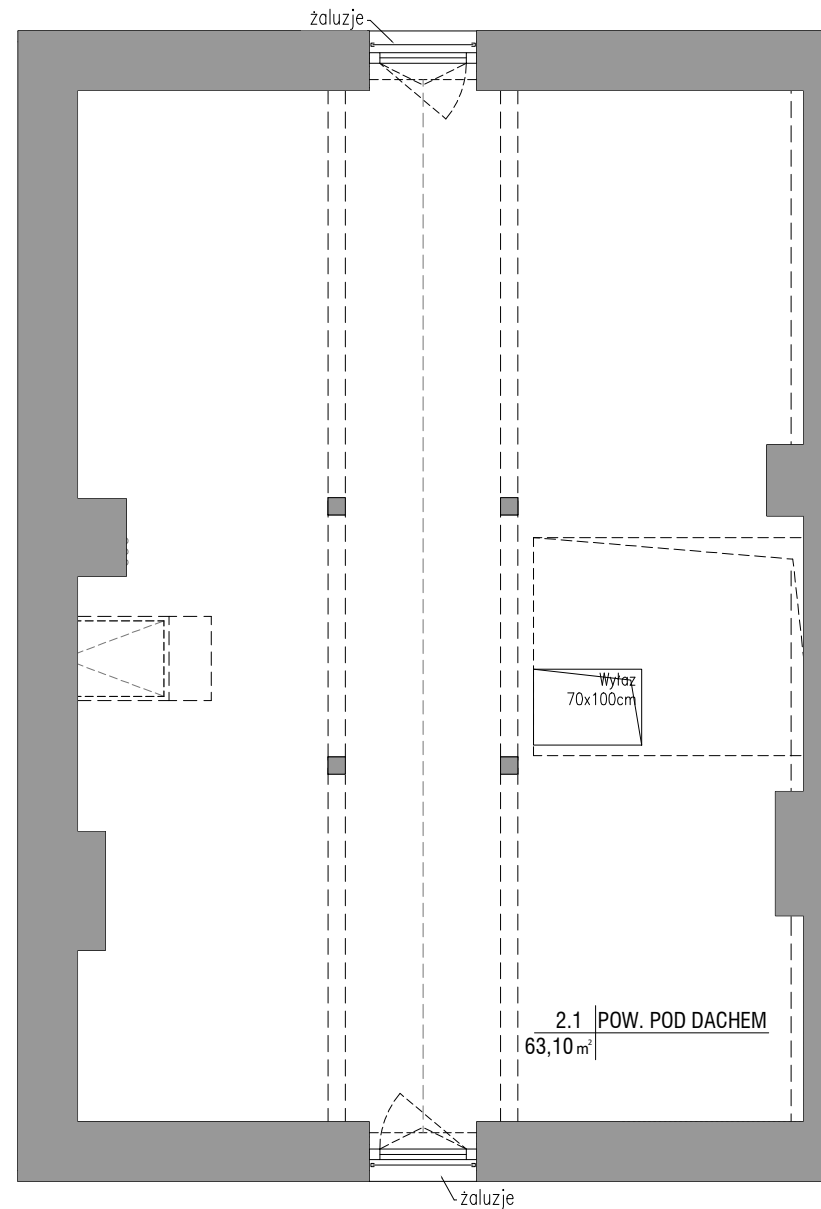 żaluzje
Wyłaz
70x100cm
2.1 POW. POD DACHEM
63,10 m²
żaluzje